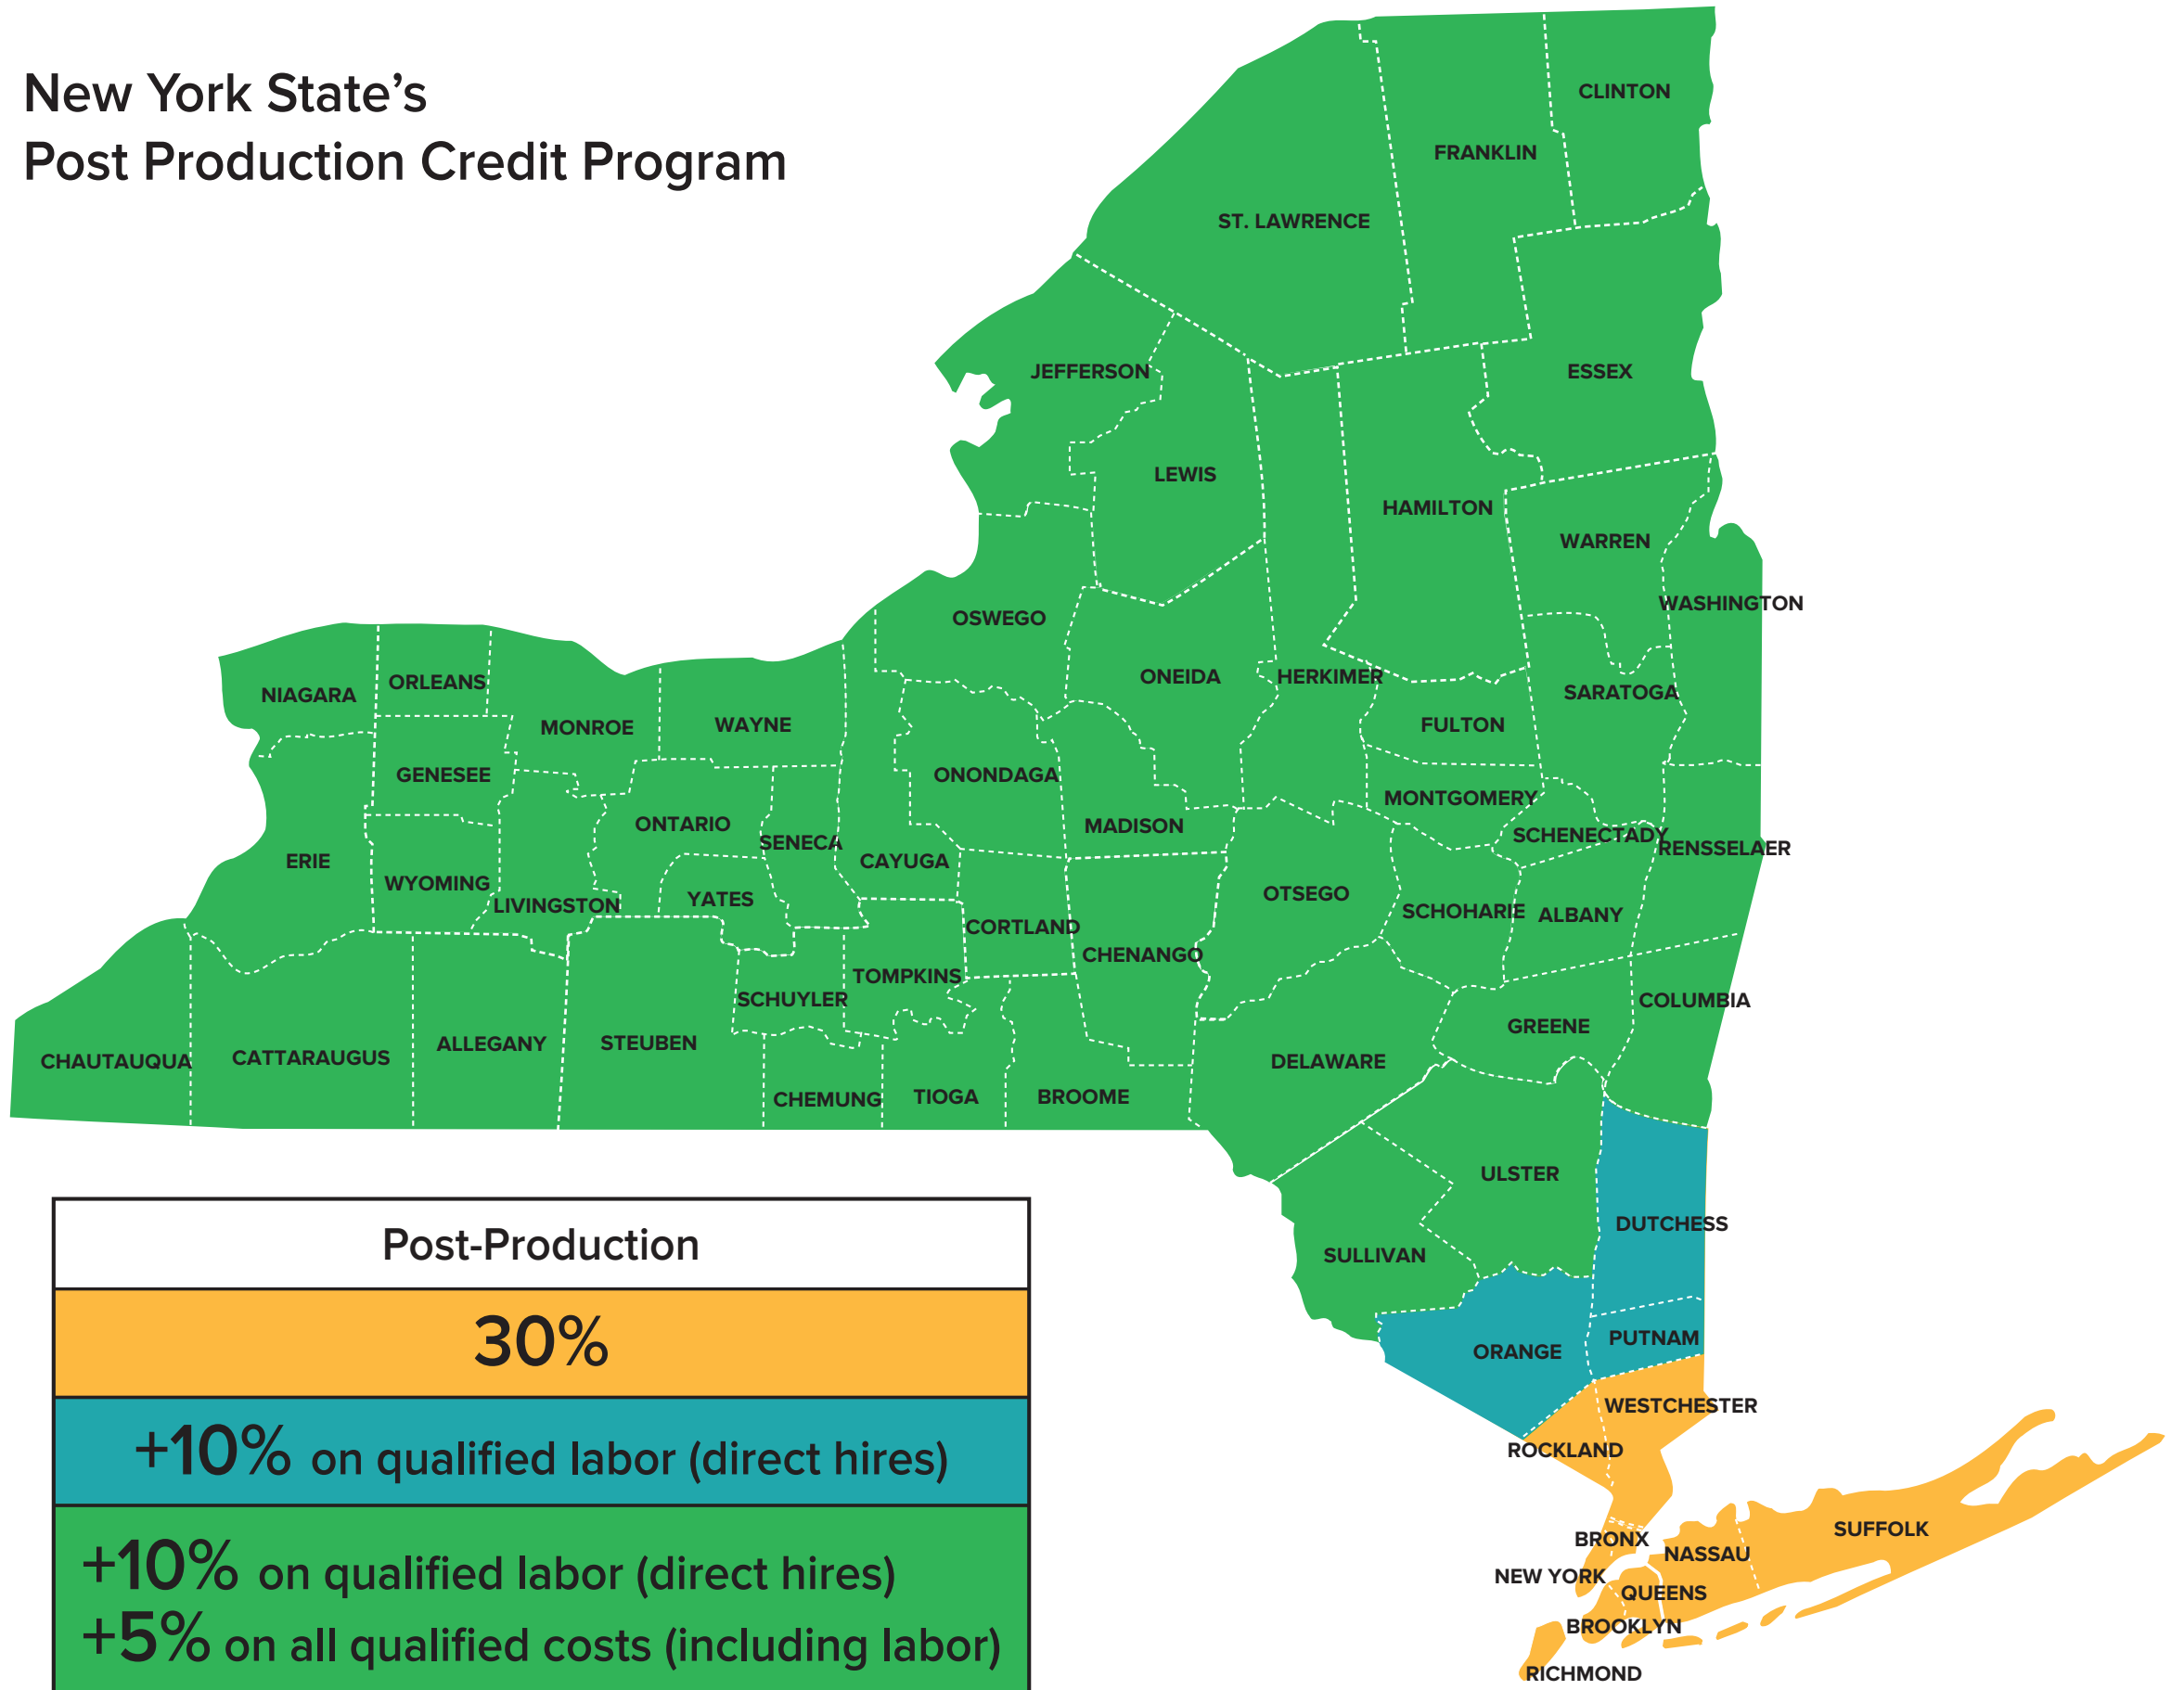 New York State’s
Post Production Credit Program
CLINTON
FRANKLIN
ST. LAWRENCE
JEFFERSON
ESSEX
LEWIS
HAMILTON
WARREN
WASHINGTON
OSWEGO
ONEIDA
HERKIMER
SARATOGA
NIAGARA
ORLEANS
MONROE
WAYNE
FULTON
GENESEE
ONONDAGA
MONTGOMERY
ONTARIO
MADISON
SCHENECTADY
SENECA
RENSSELAER
ERIE
CAYUGA
WYOMING
OTSEGO
YATES
LIVINGSTON
SCHOHARIE
ALBANY
CORTLAND
CHENANGO
TOMPKINS
SCHUYLER
COLUMBIA
GREENE
STEUBEN
ALLEGANY
CATTARAUGUS
CHAUTAUQUA
DELAWARE
CHEMUNG
TIOGA
BROOME
ULSTER
DUTCHESS
SULLIVAN
PUTNAM
ORANGE
WESTCHESTER
ROCKLAND
SUFFOLK
BRONX
NASSAU
NEW YORK
QUEENS
BROOKLYN
RICHMOND
Post-Production
30%
+10% on qualified labor (direct hires)
+10% on qualified labor (direct hires)
+5% on all qualified costs (including labor)